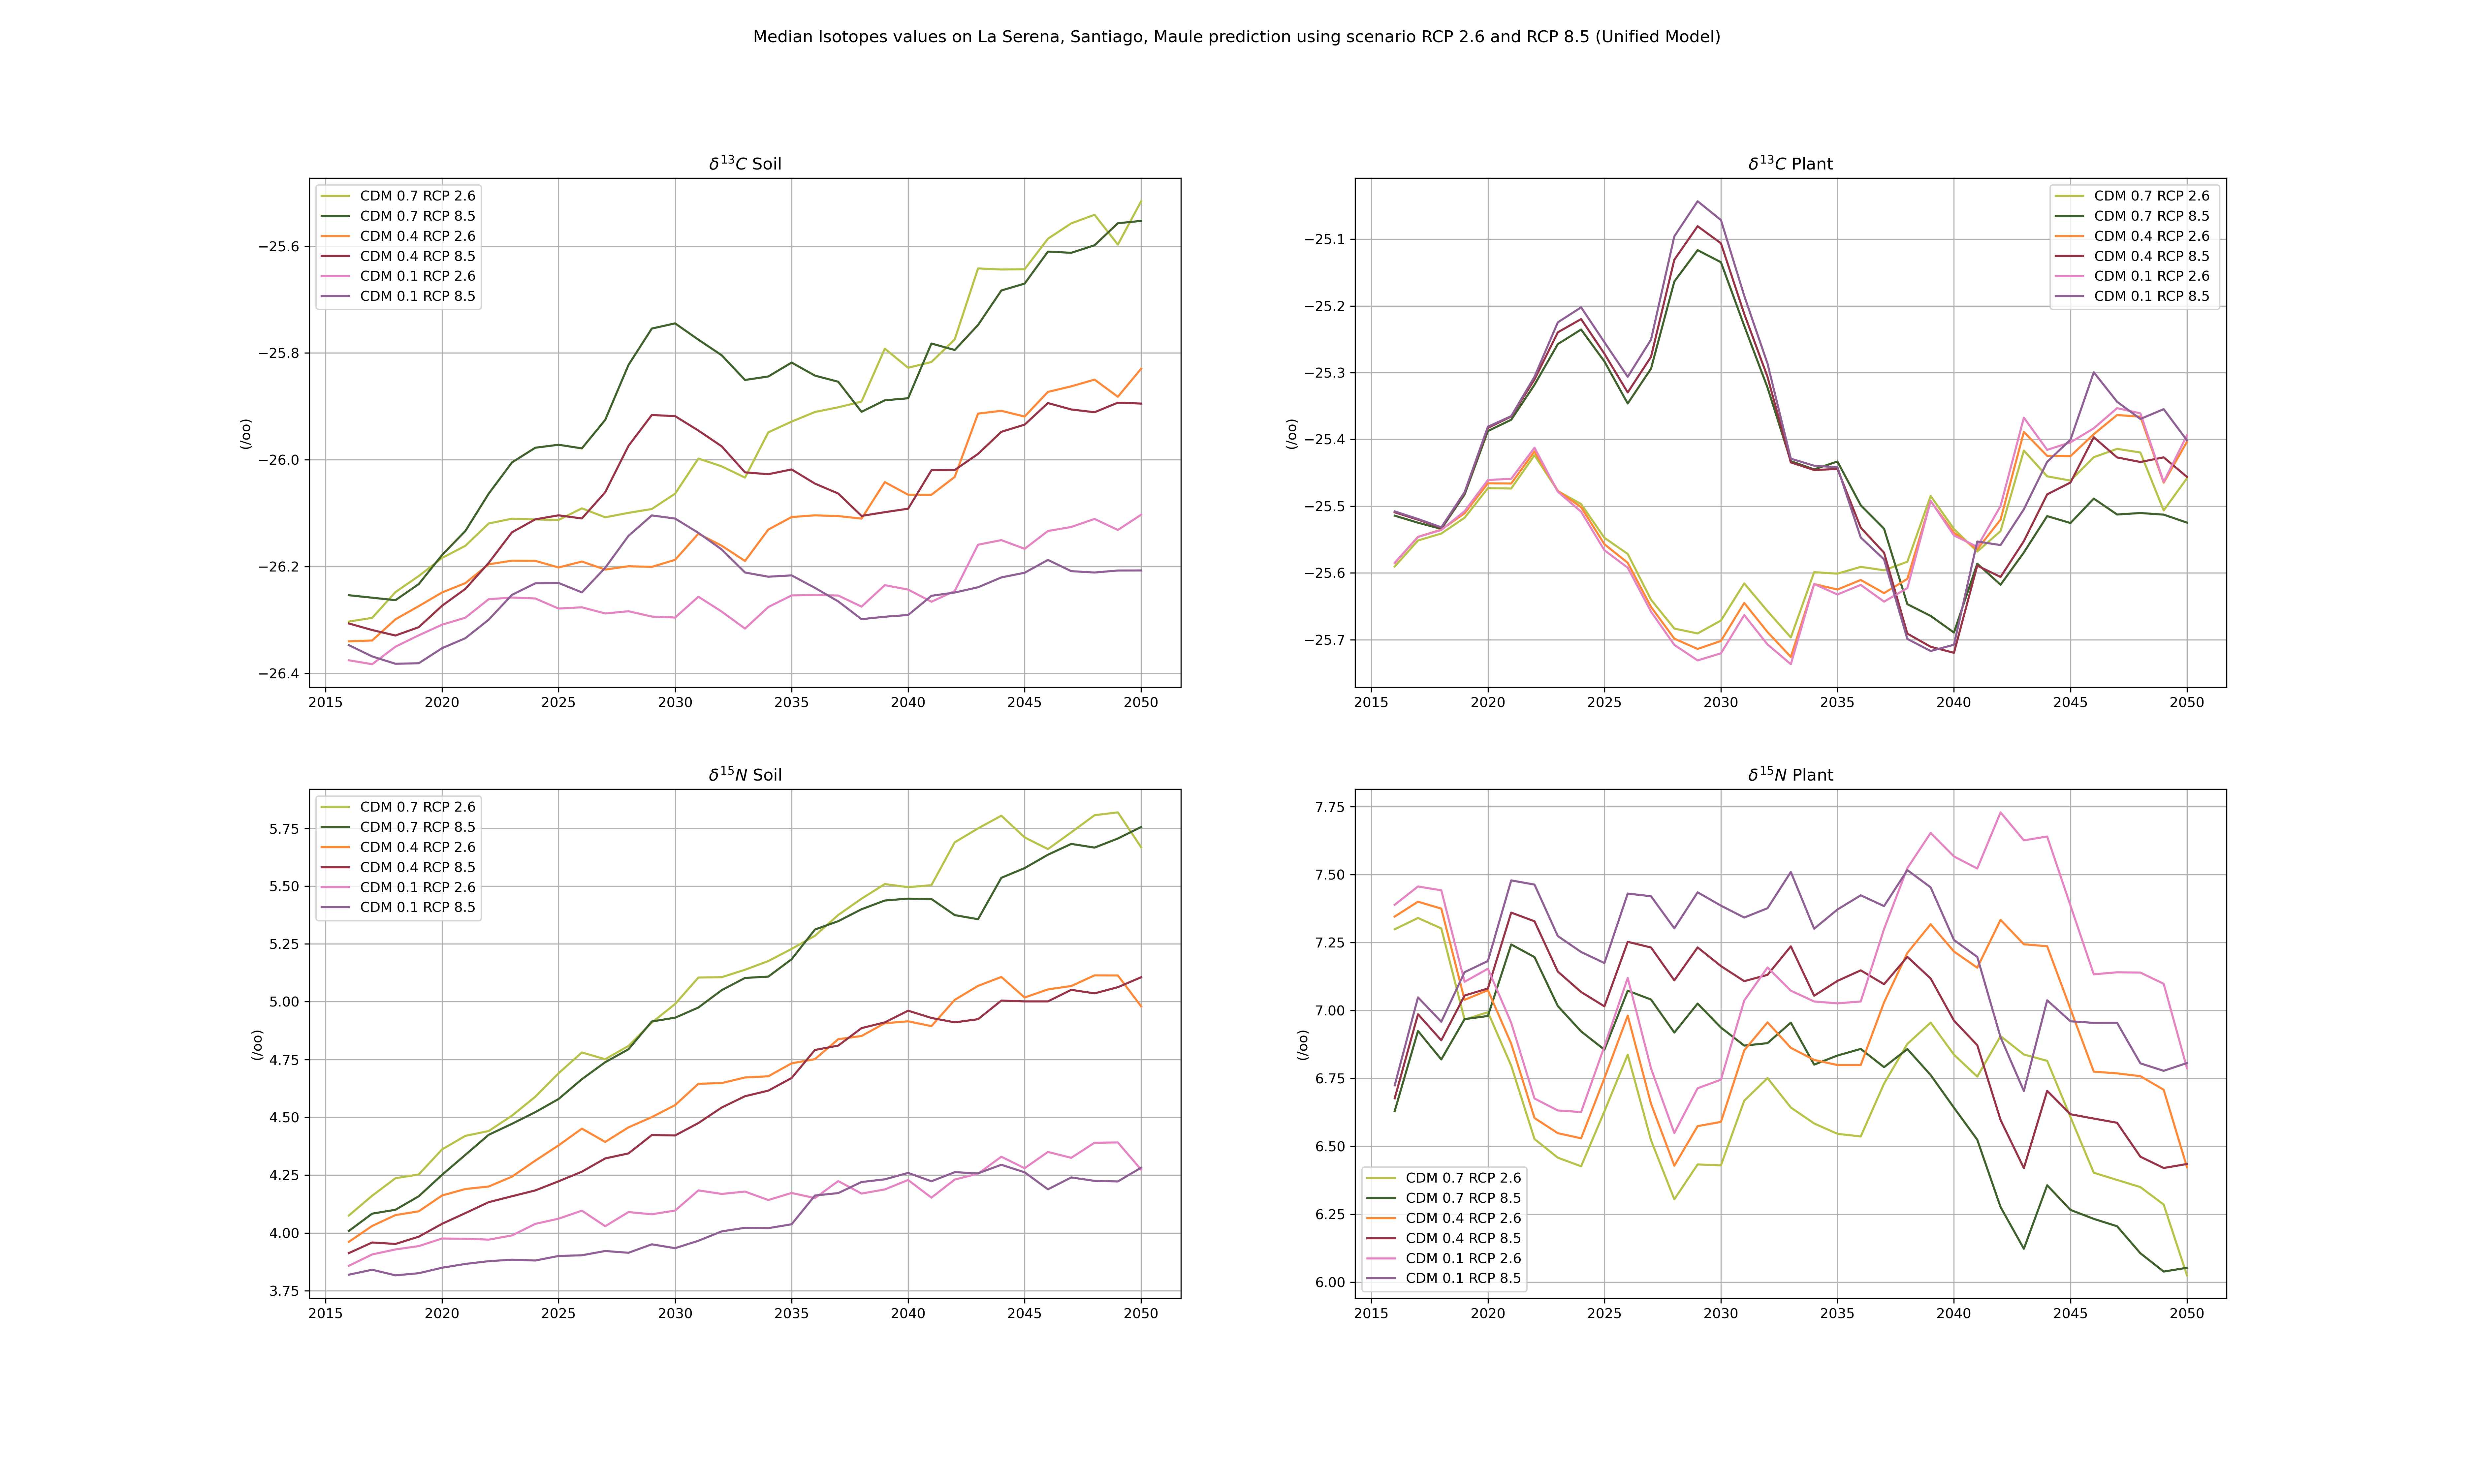 Median Isotopes values on La Serena, Santiago, Maule prediction using scenario RCP 2.6 and RCP 8.5 (Unified Model)
δ¹³C Soil
CDM 0.7 RCP 2.6
CDM 0.7 RCP 8.5
CDM 0.4 RCP 2.6
CDM 0.4 RCP 8.5
CDM 0.1 RCP 2.6
CDM 0.1 RCP 8.5
(/oo)
−25.6
−25.8
−26.0
−26.2
−26.4
2015 2020 2025 2030 2035 2040 2045 2050
δ¹³C Plant
CDM 0.7 RCP 2.6
CDM 0.7 RCP 8.5
CDM 0.4 RCP 2.6
CDM 0.4 RCP 8.5
CDM 0.1 RCP 2.6
CDM 0.1 RCP 8.5
(/oo)
−25.1
−25.2
−25.3
−25.4
−25.5
−25.6
−25.7
2015 2020 2025 2030 2035 2040 2045 2050
δ¹⁵N Soil
CDM 0.7 RCP 2.6
CDM 0.7 RCP 8.5
CDM 0.4 RCP 2.6
CDM 0.4 RCP 8.5
CDM 0.1 RCP 2.6
CDM 0.1 RCP 8.5
(/oo)
5.75
5.50
5.25
5.00
4.75
4.50
4.25
4.00
3.75
2015 2020 2025 2030 2035 2040 2045 2050
δ¹⁵N Plant
(/oo)
7.75
7.50
7.25
7.00
6.75
6.50
6.25
6.00
CDM 0.7 RCP 2.6
CDM 0.7 RCP 8.5
CDM 0.4 RCP 2.6
CDM 0.4 RCP 8.5
CDM 0.1 RCP 2.6
CDM 0.1 RCP 8.5
2015 2020 2025 2030 2035 2040 2045 2050